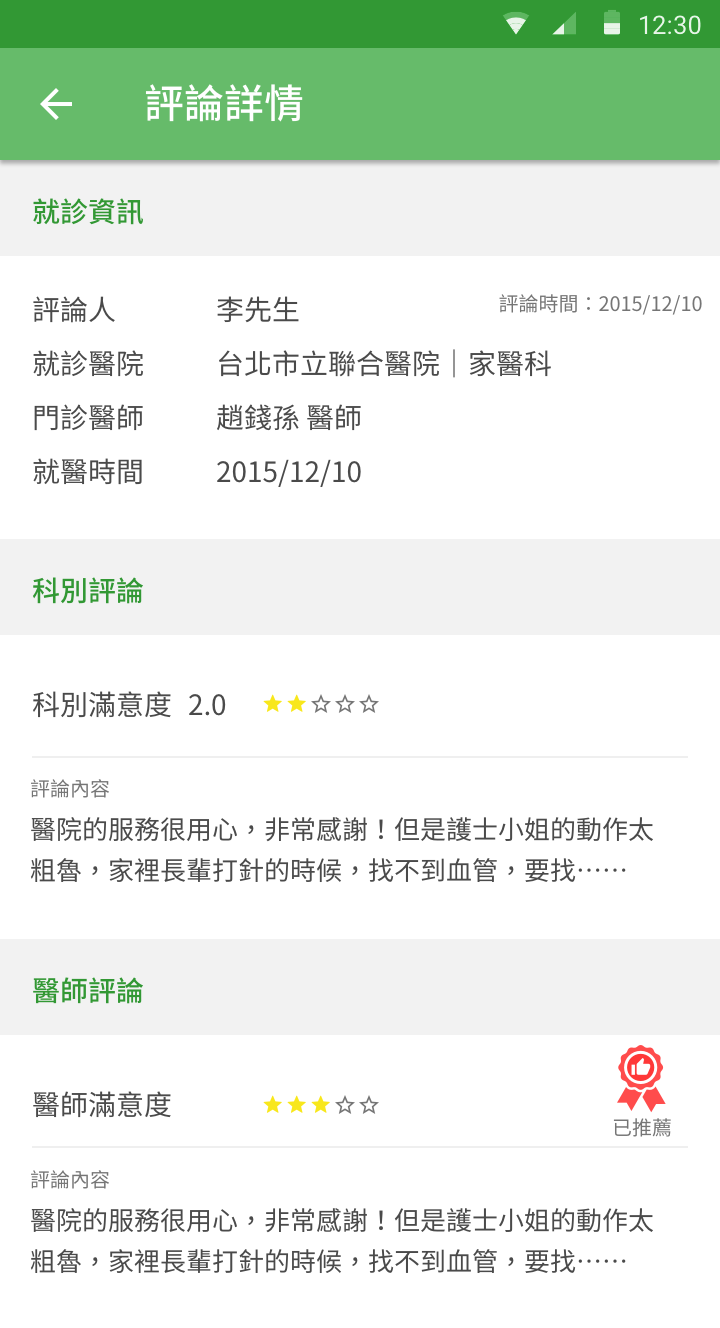 12:30
評論詳情
就診資訊
評論人 李先生 評論時間：2015/12/10
就診醫院 台北市立聯合醫院｜家醫科
門診醫師 趙錢孫 醫師
就醫時間 2015/12/10
科別評論
科別滿意度 2.0
評論內容
醫院的服務很用心，非常感謝！但是護士小姐的動作太
粗魯，家裡長輩打針的時候，找不到血管，要找⋯⋯
醫師評論
醫師滿意度
已推薦
評論內容
醫院的服務很用心，非常感謝！但是護士小姐的動作太
粗魯，家裡長輩打針的時候，找不到血管，要找⋯⋯